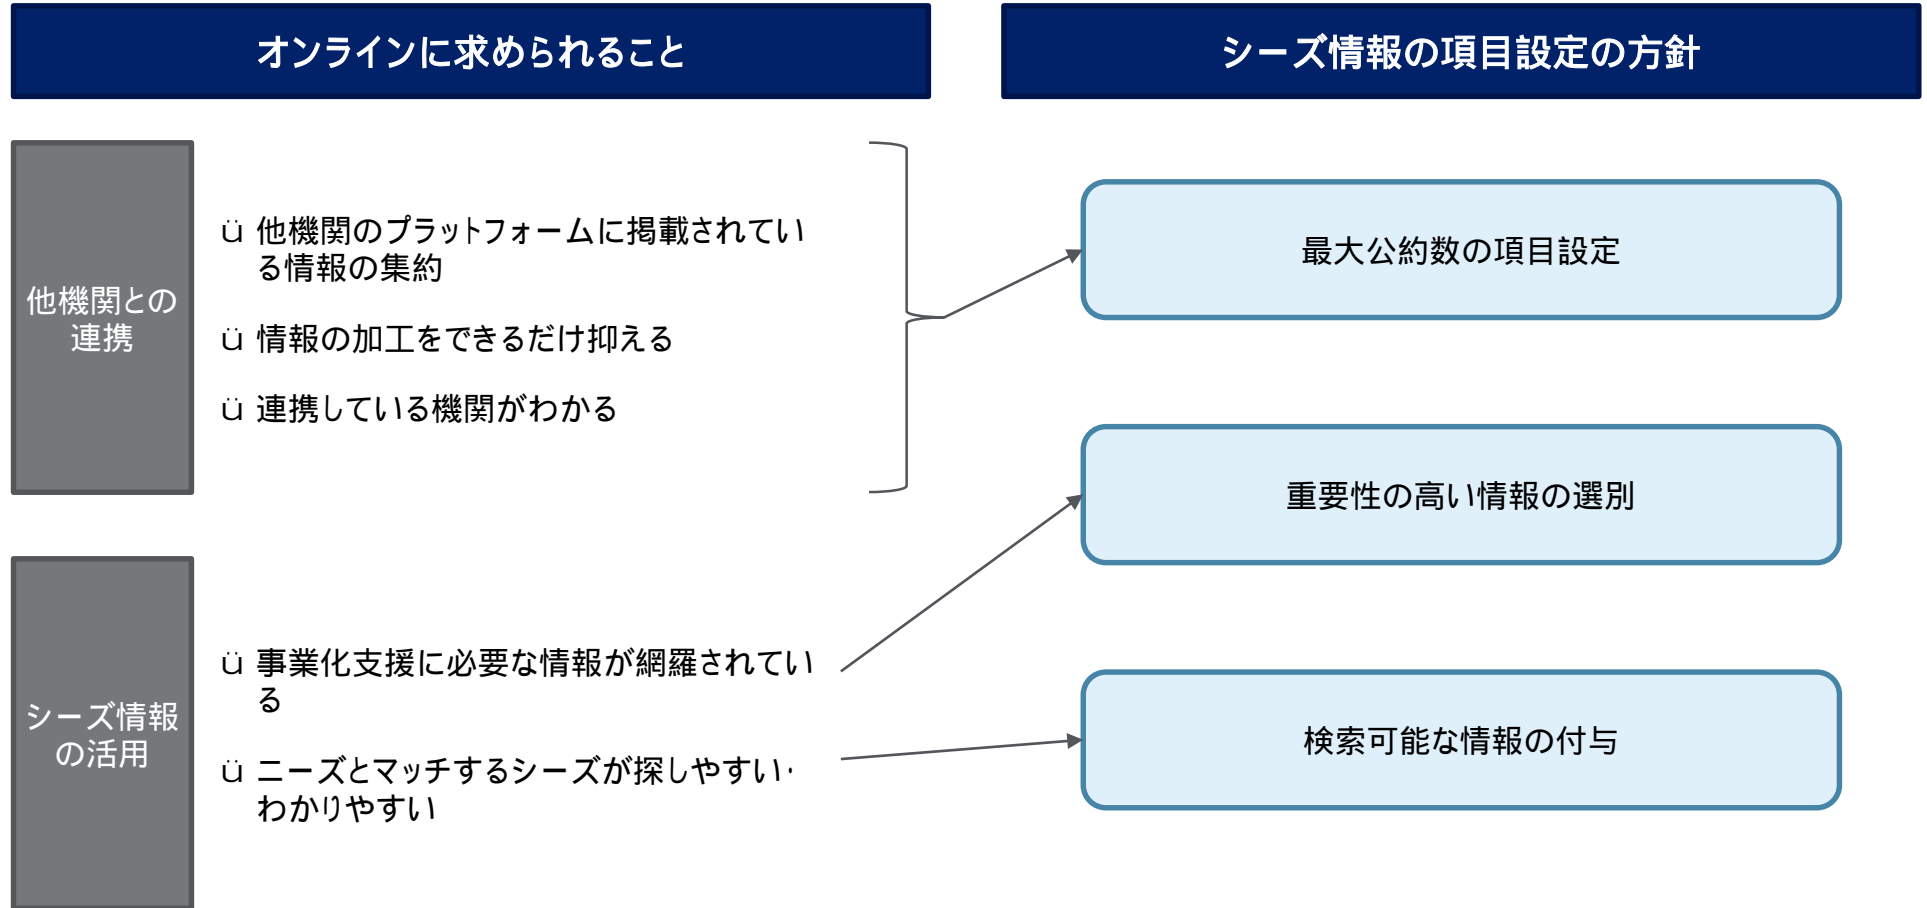 オンラインに求められること
シーズ情報の項目設定の方針
他機関との
連携
ü 他機関のプラットフォームに掲載されてい
る情報の集約
ü 情報の加工をできるだけ抑える
ü 連携している機関がわかる
最大公約数の項目設定
重要性の高い情報の選別
シーズ情報
の活用
ü 事業化支援に必要な情報が網羅されてい
る
ü ニーズとマッチするシーズが探しやすい・
わかりやすい
検索可能な情報の付与